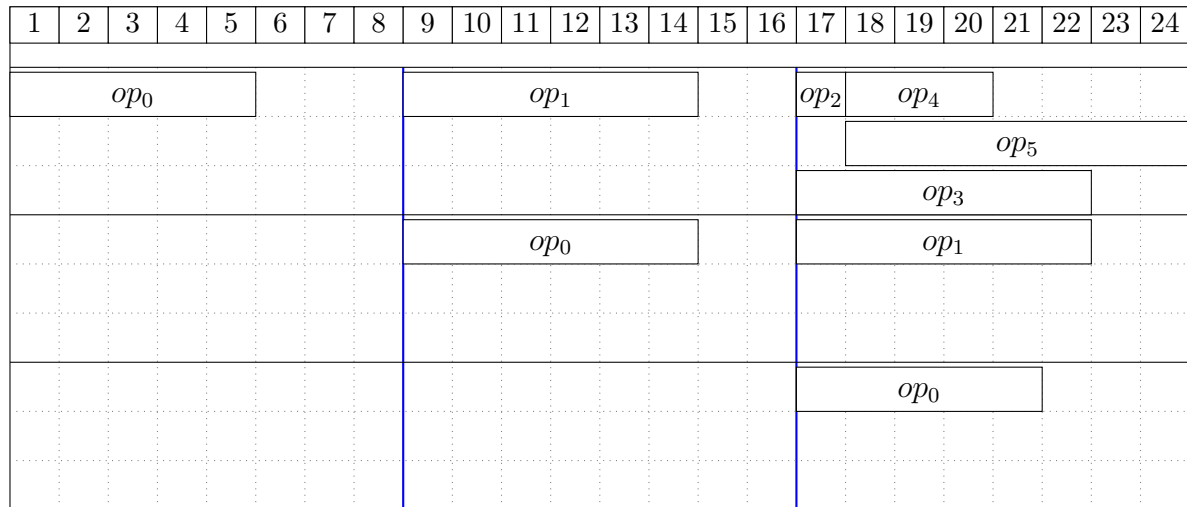 1 2 3 4 5 6 7 8 9 10 11 12 13 14 15 16 17 18 19 20 21 22 23 24
op₀ op₁ op₂ op₄
op₅
op₃
op₀ op₁
op₀